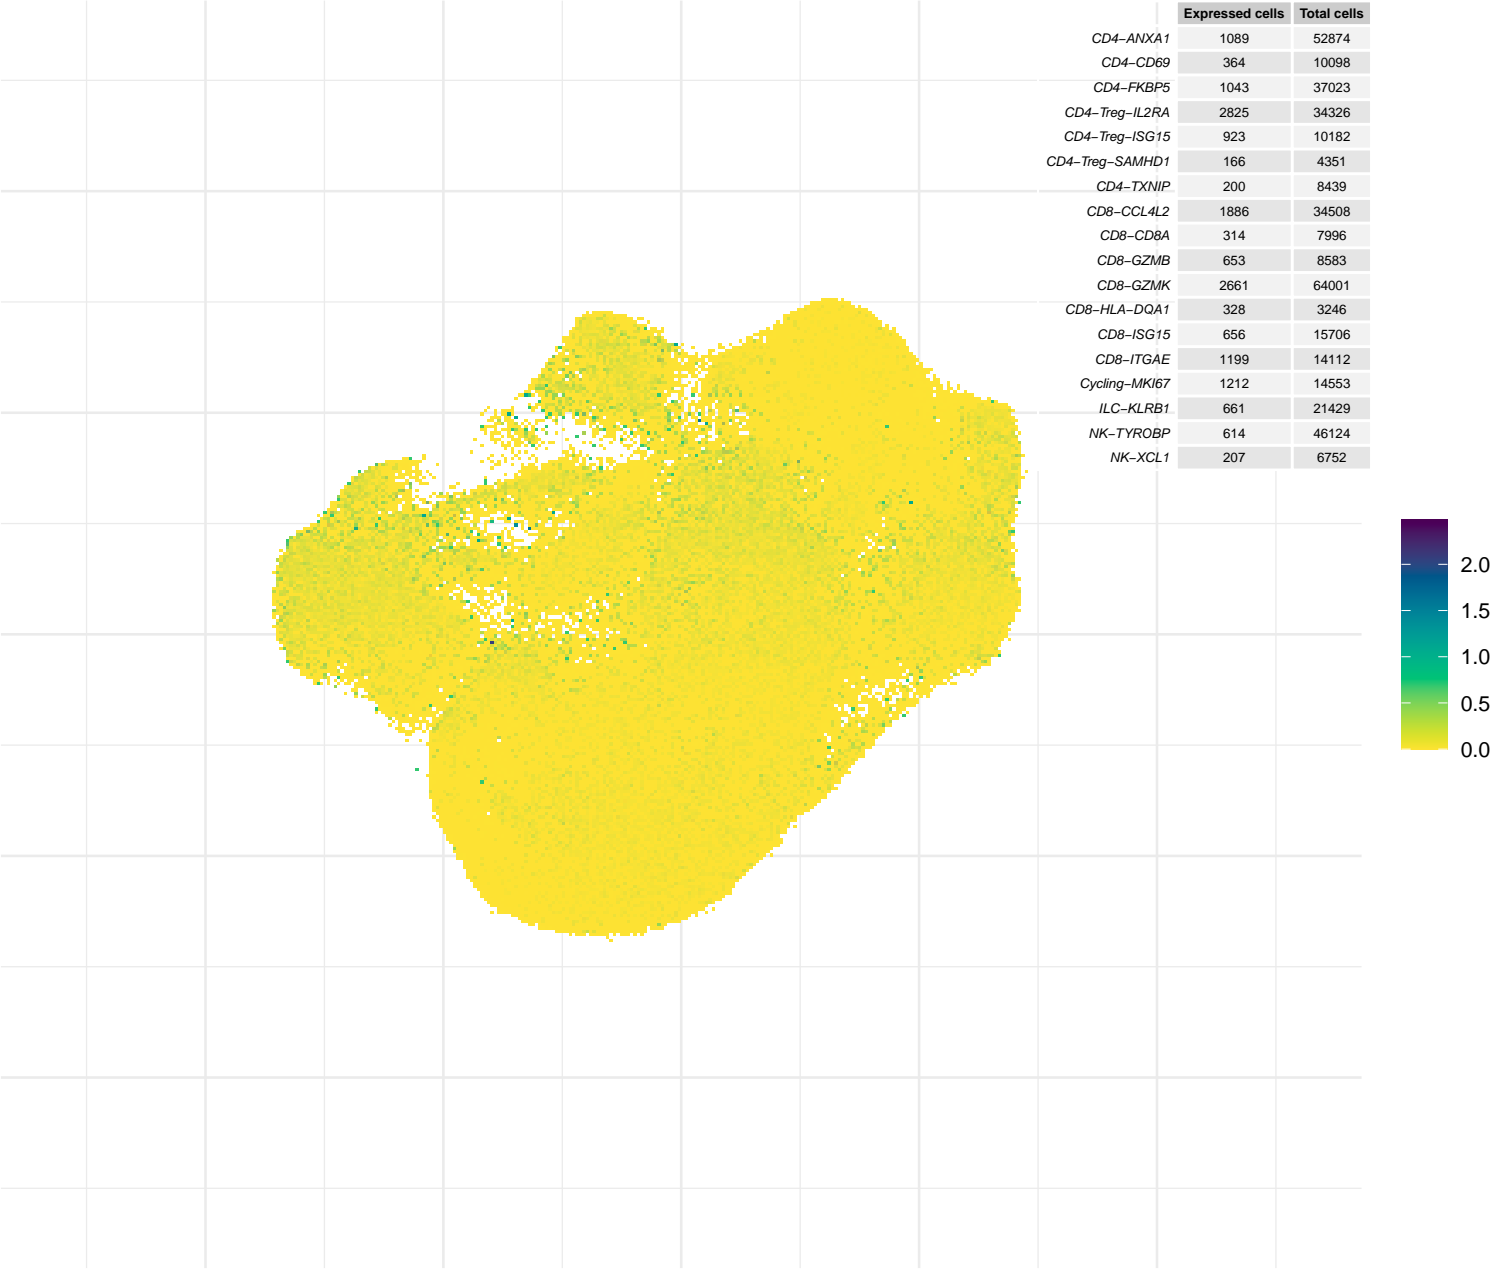 Expressed cells Total cells
CD4−ANXA1 1089 52874
CD4−CD69 364 10098
CD4−FKBP5 1043 37023
CD4−Treg−IL2RA 2825 34326
CD4−Treg−ISG15 923 10182
CD4−Treg−SAMHD1 166 4351
CD4−TXNIP 200 8439
CD8−CCL4L2 1886 34508
CD8−CD8A 314 7996
CD8−GZMB 653 8583
CD8−GZMK 2661 64001
CD8−HLA−DQA1 328 3246
CD8−ISG15 656 15706
CD8−ITGAE 1199 14112
Cycling−MKI67 1212 14553
ILC−KLRB1 661 21429
NK−TYROBP 614 46124
NK−XCL1 207 6752
2.0
1.5
1.0
0.5
0.0